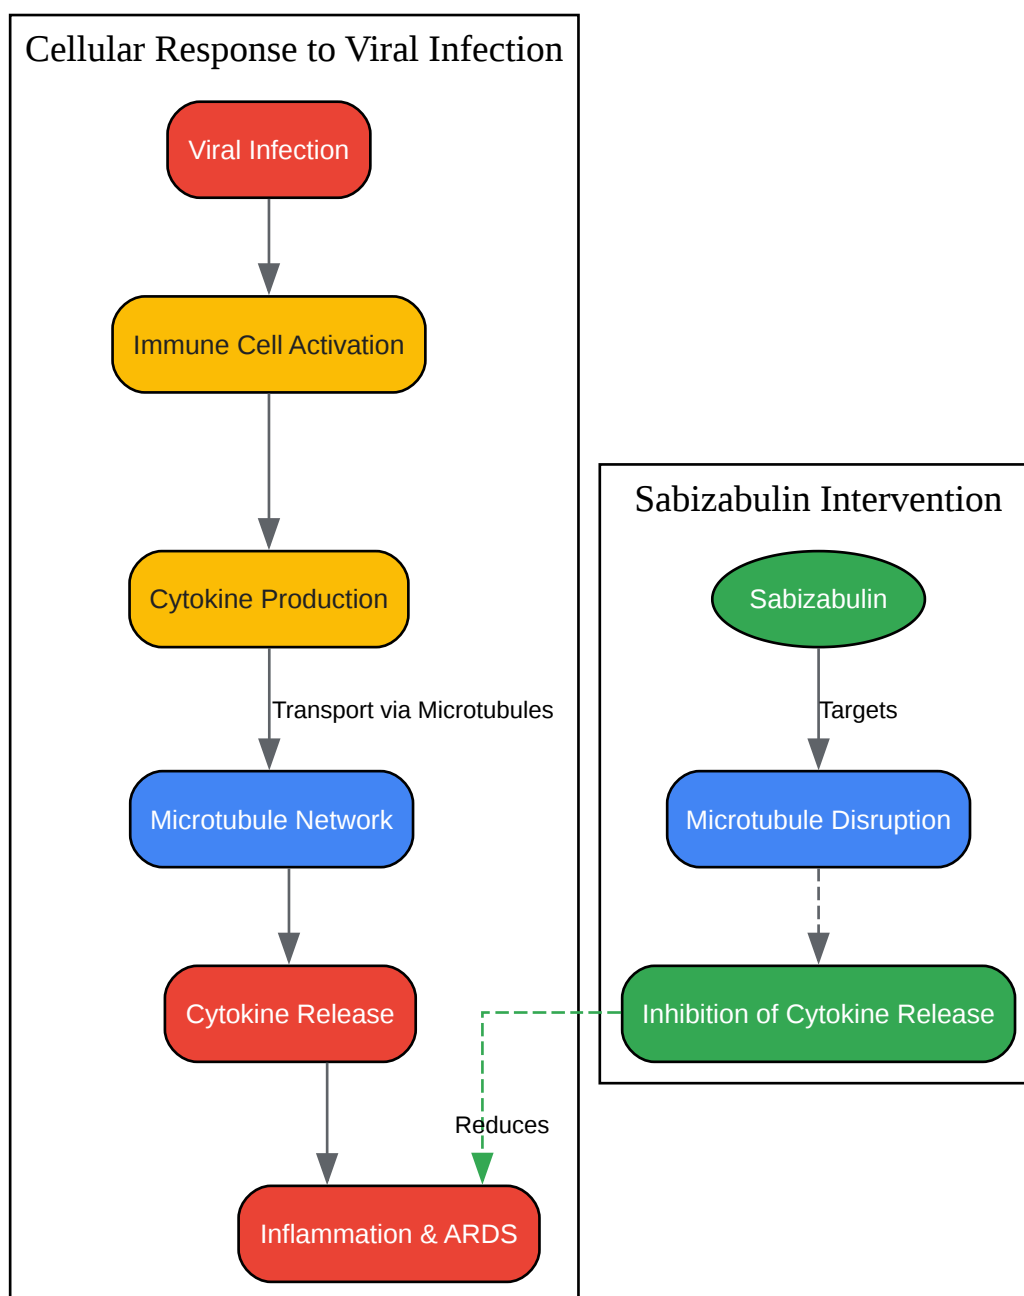 Cellular Response to Viral Infection
Viral Infection
Immune Cell Activation
Cytokine Production
Transport via Microtubules
Microtubule Network
Cytokine Release
Reduces
Inflammation & ARDS
Sabizabulin Intervention
Sabizabulin
Targets
Microtubule Disruption
Inhibition of Cytokine Release